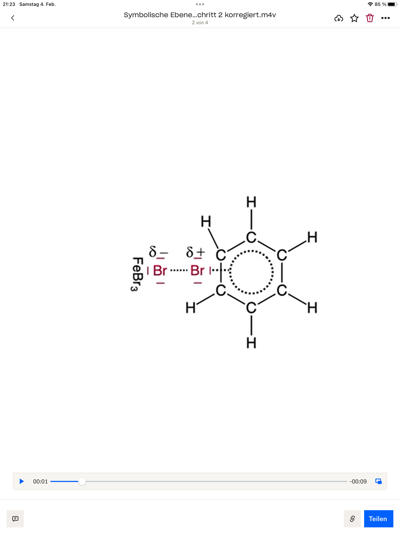 21:23 Samstag 4. Feb.
85 %
Symbolische Ebene...chritt 2 korregiert.m4v
2 von 4
H
H
C
H
δ− δ+ C C
FeBr3 Br Br
C C
H C H
H
00:01 -00:09
Teilen